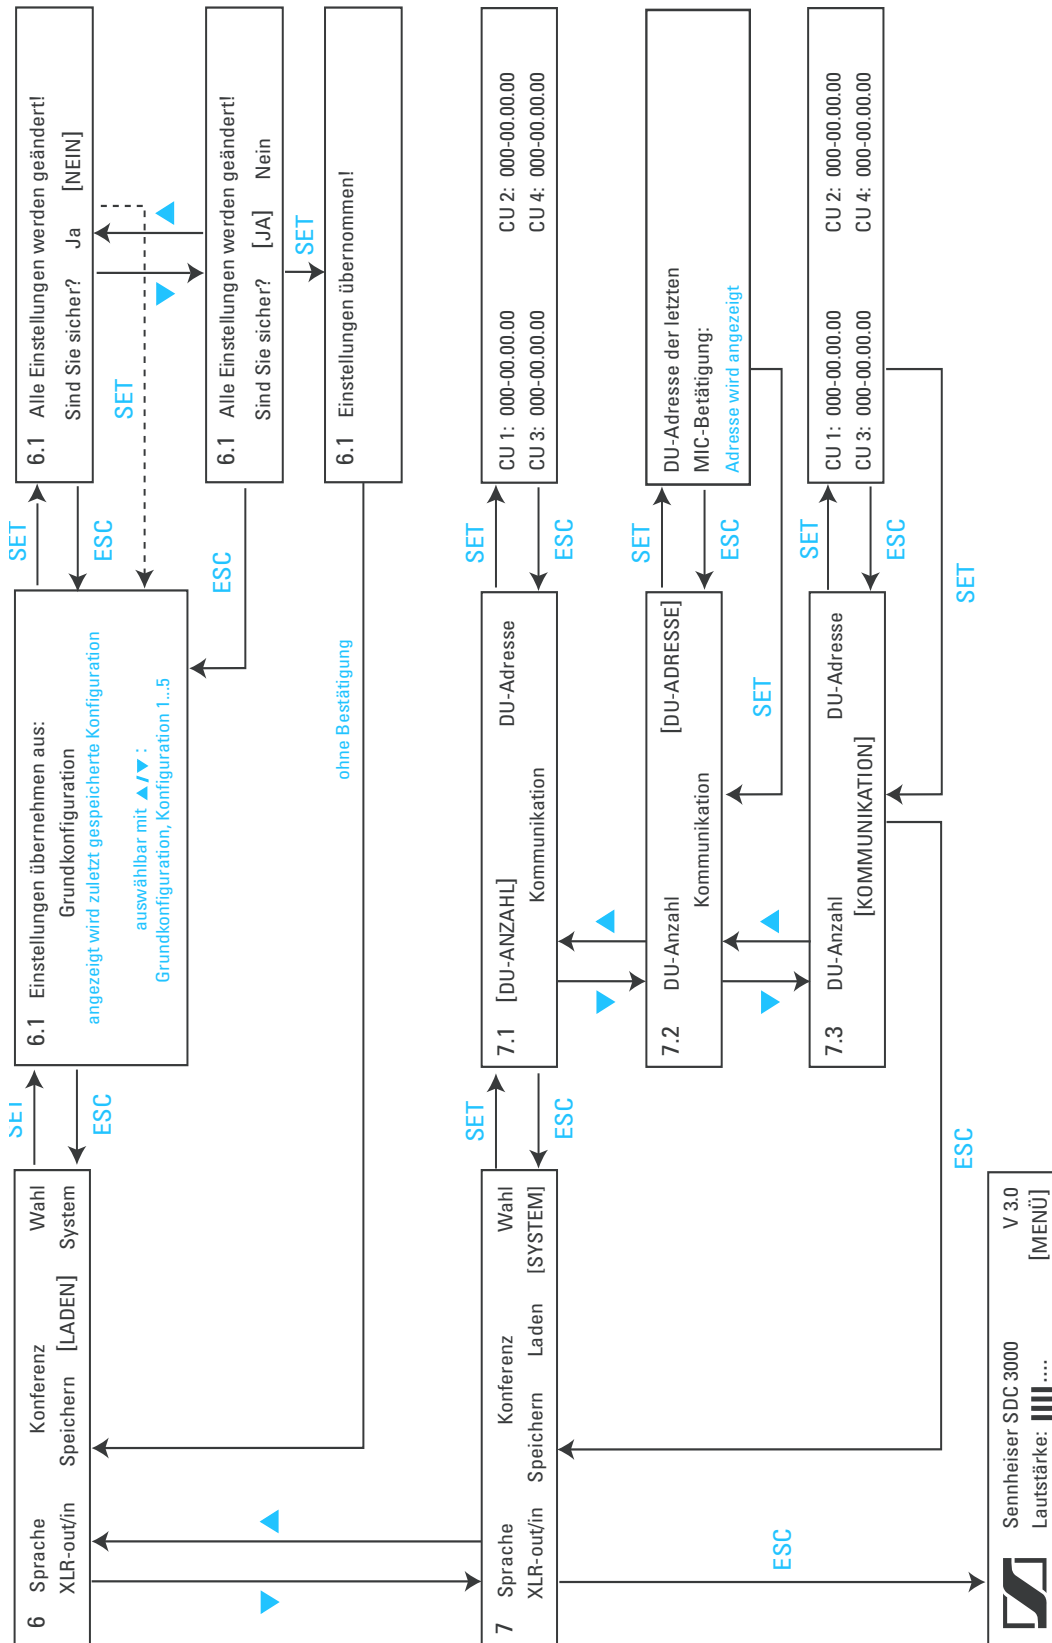 6 Sprache Konferenz Wahl
XLR-out/in Speichern [LADEN] System
SET
ESC
6.1 Einstellungen übernehmen aus:
Grundkonfiguration
angezeigt wird zuletzt gespeicherte Konfiguration
auswählbar mit ▲/▼:
Grundkonfiguration, Konfiguration 1...5
SET
ESC
6.1 Alle Einstellungen werden geändert!
Sind Sie sicher? Ja [NEIN]
SET
6.1 Alle Einstellungen werden geändert!
Sind Sie sicher? [JA] Nein
ESC
SET
6.1 Einstellungen übernommen!
ohne Bestätigung
7 Sprache Konferenz Wahl
XLR-out/in Speichern Laden [SYSTEM]
SET
ESC
7.1 [DU-ANZAHL] DU-Adresse
Kommunikation
SET
ESC
CU 1: 000-00.00.00 CU 2: 000-00.00.00
CU 3: 000-00.00.00 CU 4: 000-00.00.00
7.2 DU-Anzahl [DU-ADRESSE]
Kommunikation
SET
ESC
DU-Adresse der letzten
MIC-Betätigung:
Adresse wird angezeigt
SET
7.3 DU-Anzahl DU-Adresse
[KOMMUNIKATION]
SET
ESC
CU 1: 000-00.00.00 CU 2: 000-00.00.00
CU 3: 000-00.00.00 CU 4: 000-00.00.00
SET
ESC
ESC
Sennheiser SDC 3000 V 3.0
Lautstärke: ▌▌▌▌.... [MENÜ]